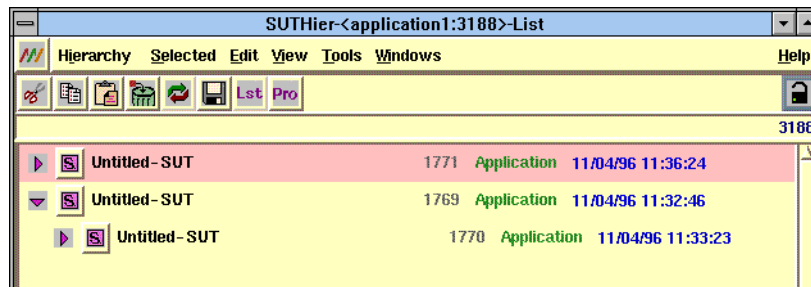 SUTHier-<application1:3188>-List
Hierarchy Selected Edit View Tools Windows Help
Lst Pro
3188
S Untitled-SUT 1771 Application 11/04/96 11:36:24
S Untitled-SUT 1769 Application 11/04/96 11:32:46
S Untitled-SUT 1770 Application 11/04/96 11:33:23